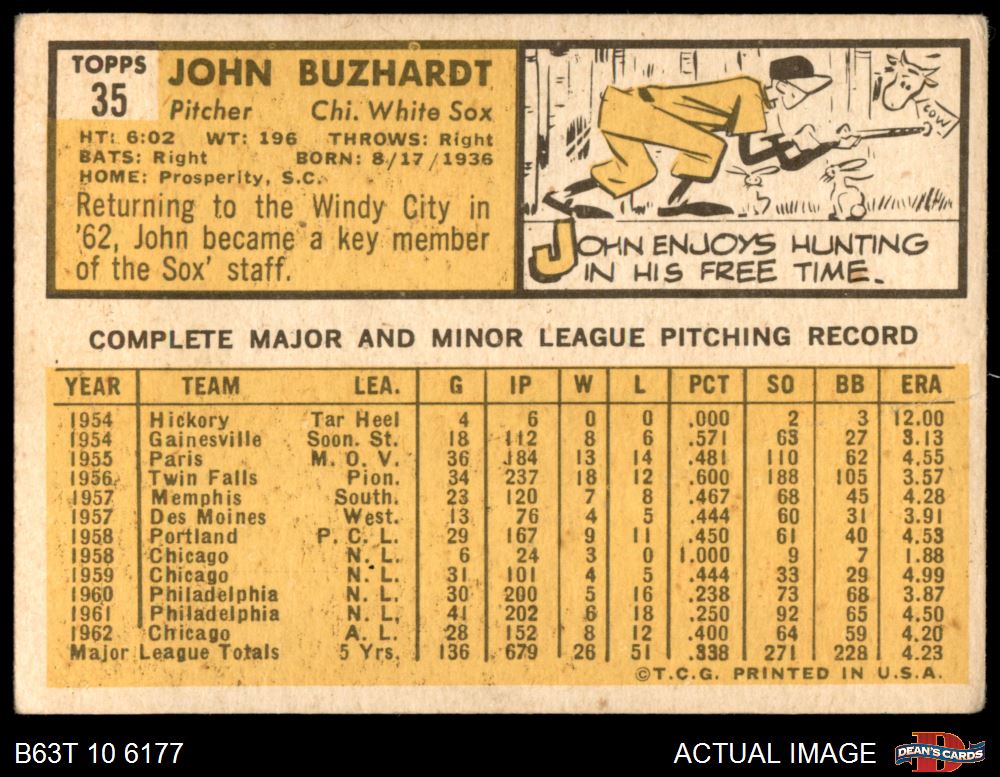 TOPPS
35
JOHN BUZHARDT
Pitcher Chi. White Sox
HT: 6:02 WT: 196 THROWS: Right
BATS: Right BORN: 8/17/1936
HOME: Prosperity, S.C.
Returning to the Windy City in
'62, John became a key member
of the Sox' staff.
COW
JOHN ENJOYS HUNTING
IN HIS FREE TIME.
COMPLETE MAJOR AND MINOR LEAGUE PITCHING RECORD
YEAR TEAM LEA. G IP W L PCT SO BB ERA
1954 Hickory Tar Heel 4 6 0 0 .000 2 3 12.00
1954 Gainesville Soon. St. 18 112 8 6 .571 63 27 3.13
1955 Paris M. O. V. 36 184 13 14 .481 110 62 4.55
1956 Twin Falls Pion. 34 237 18 12 .600 188 105 3.57
1957 Memphis South. 23 120 7 8 .467 68 45 4.28
1957 Des Moines West. 13 76 4 5 .444 60 31 3.91
1958 Portland P. C. L. 29 167 9 11 .450 61 40 4.53
1958 Chicago N. L. 6 24 3 0 1.000 9 7 1.88
1959 Chicago N. L. 31 101 4 5 .444 33 29 4.99
1960 Philadelphia N. L. 30 200 5 16 .238 73 68 3.87
1961 Philadelphia N. L. 41 202 6 18 .250 92 65 4.50
1962 Chicago A. L. 28 152 8 12 .400 64 59 4.20
Major League Totals 5 Yrs. 136 679 26 51 .338 271 228 4.23
©T.C.G. PRINTED IN U.S.A.
B63T 10 6177 ACTUAL IMAGE DEAN'S CARDS